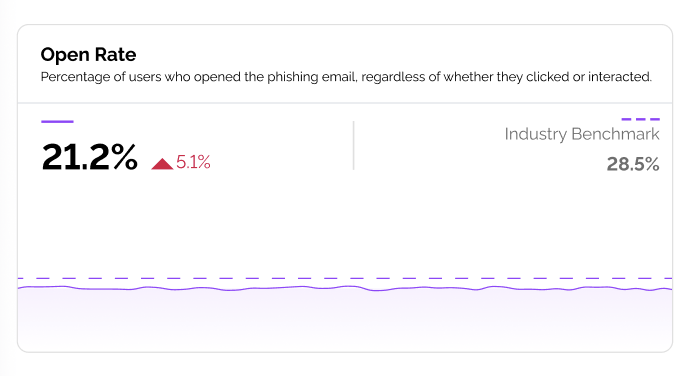 Open Rate
Percentage of users who opened the phishing email, regardless of whether they clicked or interacted.
21.2% 5.1%
Industry Benchmark
28.5%